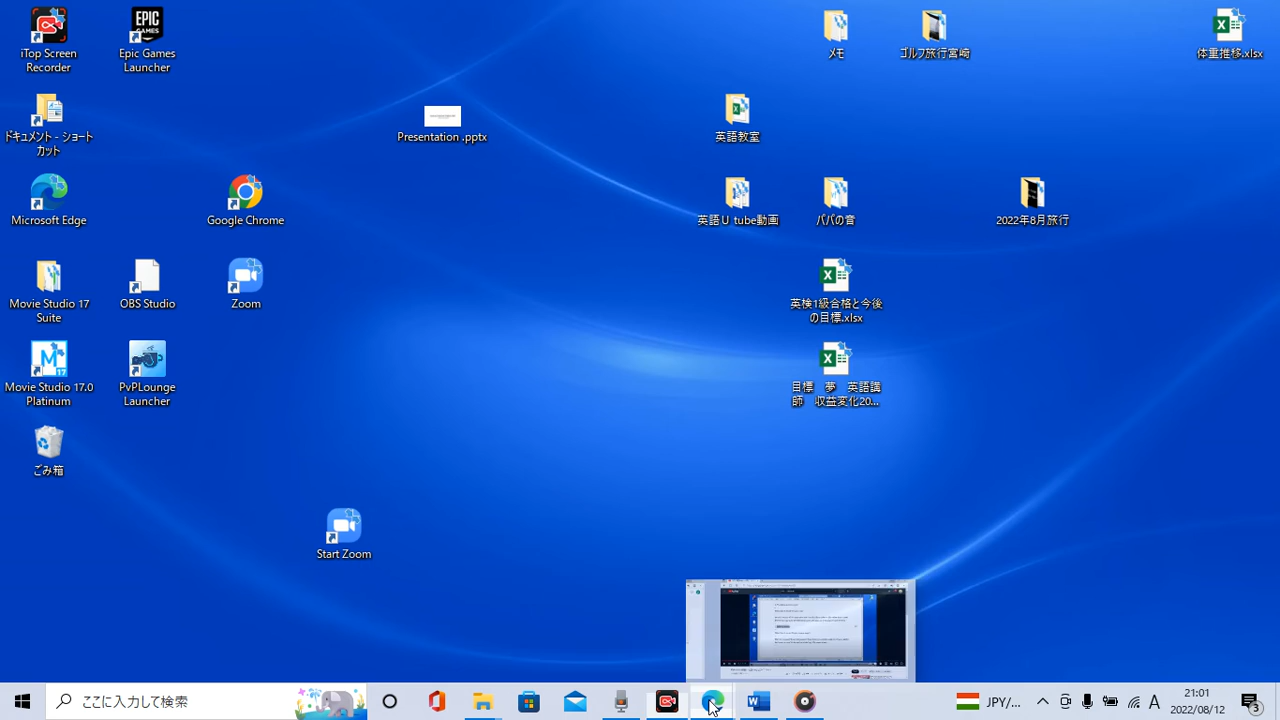 iTop Screen
Recorder
EPIC
GAMES
Epic Games
Launcher
メモ
ゴルフ旅行宮崎
体重推移.xlsx
ドキュメント - ショート
カット
Presentation .pptx
英語教室
Microsoft Edge
Google Chrome
英語U tube動画
パパの音
2022年8月旅行
Movie Studio 17
Suite
OBS Studio
Zoom
英検1級合格と今後
の目標.xlsx
M
17
Movie Studio 17.0
Platinum
PvPLounge
Launcher
目標 夢 英語講
師 収益変化20...
ごみ箱
Start Zoom
ここに入力して検索
JPY/...
A
21:01
2022/08/12
3